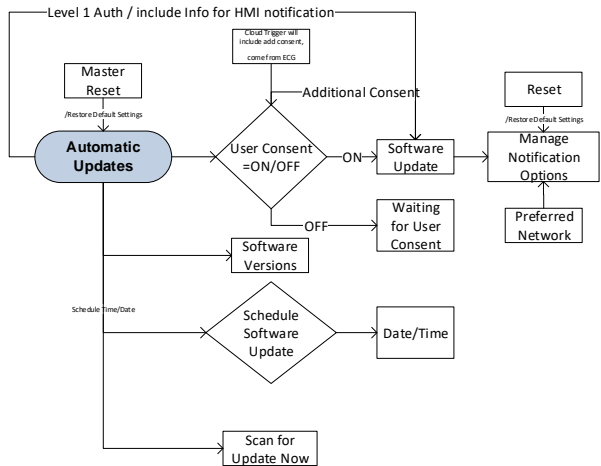 Level 1 Auth / include Info for HMI notification
Cloud Trigger will
include add consent,
come from ECG
Master
Reset
Additional Consent
Reset
/Restore Default Settings
/Restore Default Settings
Automatic
Updates
User Consent
=ON/OFF
ON
Software
Update
Manage
Notification
Options
OFF
Waiting
for User
Consent
Preferred
Network
Software
Versions
Schedule Time/Date
Schedule
Software
Update
Date/Time
Scan for
Update Now